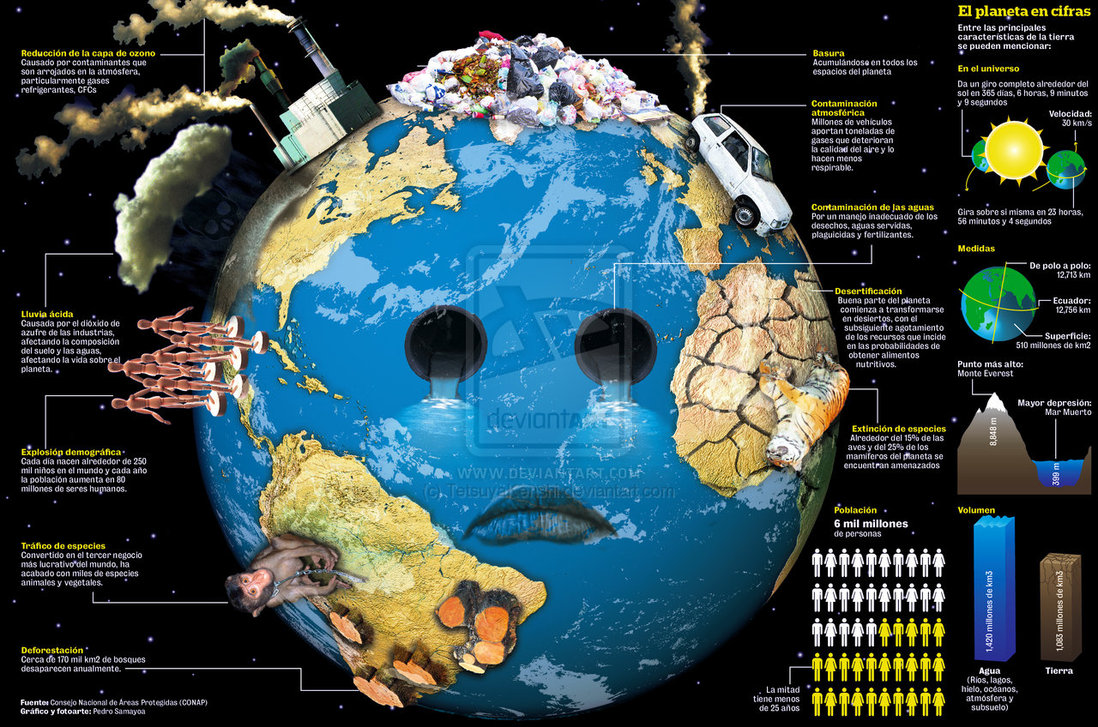 Reducción de la capa de ozono
Causado por contaminantes que
son arrojados en la atmósfera,
particularmente gases
refrigerantes, CFCs
Lluvia ácida
Causada por el dióxido de
azufre de las industrias,
afectando la composición
del suelo y las aguas,
afectando la vida sobre el
planeta.
Explosión demográfica
Cada día nacen alrededor de 250
mil niños en el mundo y cada año
la población aumenta en 80
millones de seres humanos.
Tráfico de especies
Convertido en el tercer negocio
más lucrativo del mundo, ha
acabado con miles de especies
animales y vegetales.
Deforestación
Cerca de 170 mil km2 de bosques
desaparecen anualmente.
Fuente: Consejo Nacional de Áreas Protegidas (CONAP)
Gráfico y fotoarte: Pedro Samayoa
Basura
Acumulándose en todos los
espacios del planeta
Contaminación
atmosférica
Millones de vehículos
aportan toneladas de
gases que deterioran
la calidad del aire y lo
hacen menos
respirable.
Contaminación de las aguas
Por un manejo inadecuado de los
desechos, aguas servidas,
plaguicidas y fertilizantes.
Desertificación
Buena parte del planeta
comienza a transformarse
en desiertos, con el
subsiguiente agotamiento
de los recursos que incide
en las probabilidades de
obtener alimentos
nutritivos.
Extinción de especies
Alrededor del 15% de las
aves y del 25% de los
mamíferos del planeta se
encuentran amenazados
deviantART
WWW.DEVIANTART.COM
(c) Tetsuya-Tenshi.deviantart.com
Población
6 mil millones
de personas
La mitad
tiene menos
de 25 años
El planeta en cifras
Entre las principales
características de la tierra
se pueden mencionar:
En el universo
Da un giro completo alrededor del
sol en 365 días, 6 horas, 9 minutos
y 9 segundos
Velocidad:
30 km/s
Gira sobre si misma en 23 horas,
56 minutos y 4 segundos
Medidas
De polo a polo:
12,713 km
Ecuador:
12,756 km
Superficie:
510 millones de km2
Punto más alto:
Monte Everest
Mayor depresión:
Mar Muerto
8,848 m
399 m
Volumen
1,420 millones de km3
1,083 millones de km3
Agua
(Ríos, lagos,
hielo, océanos,
atmósfera y
subsuelo)
Tierra